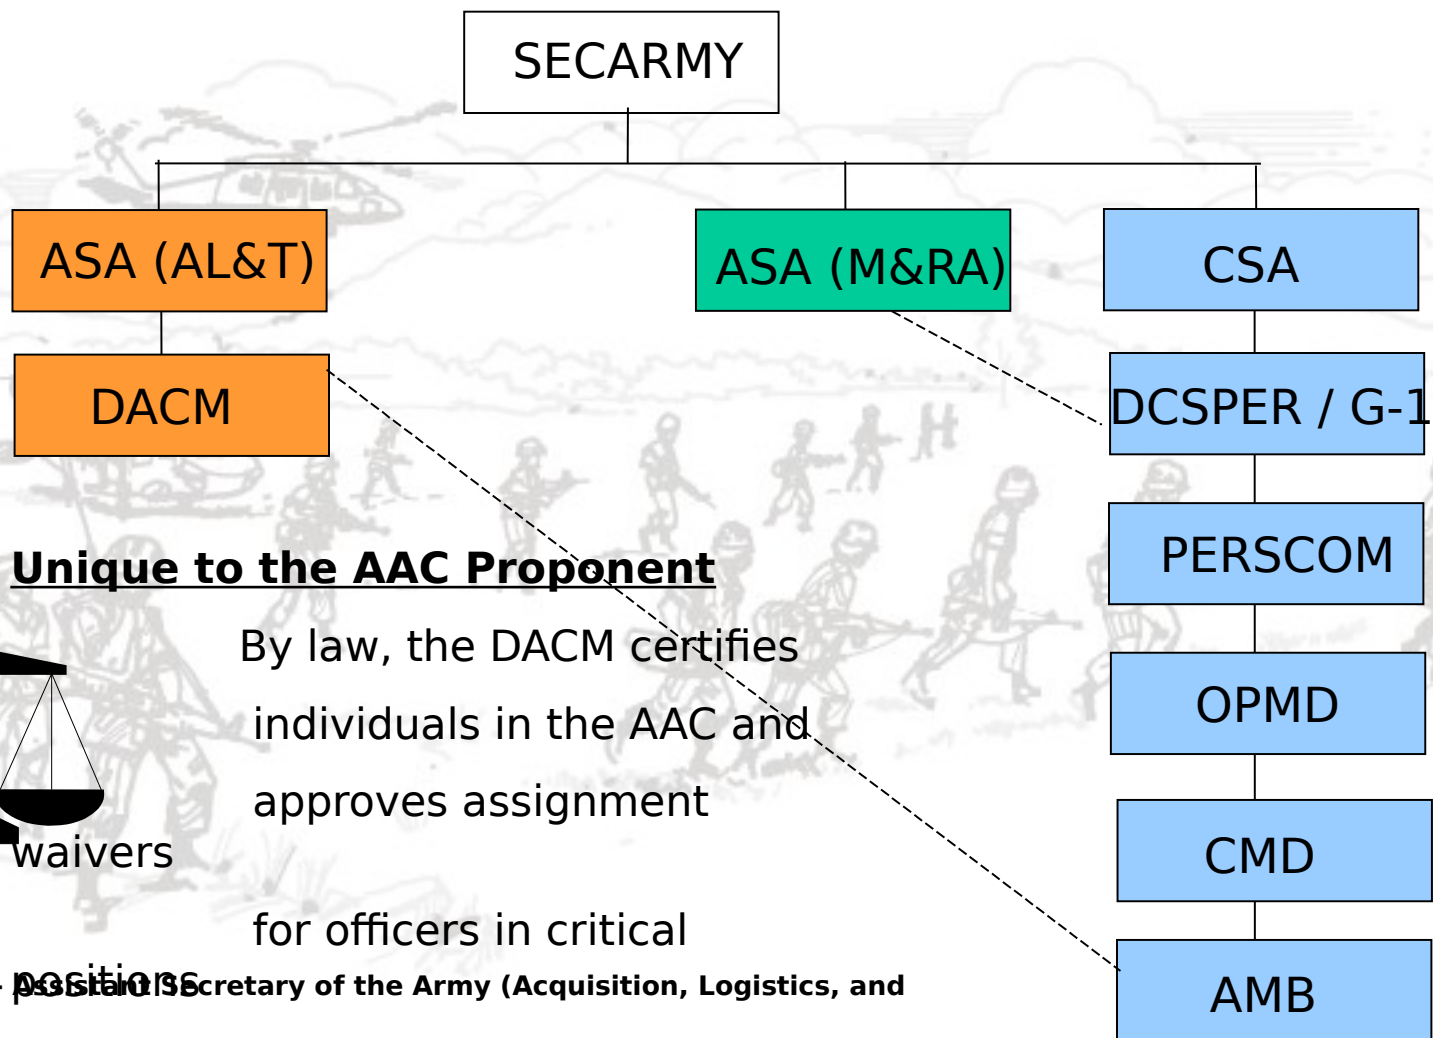 SECARMY
ASA (AL&T)
ASA (M&RA)
CSA
DACM
DCSPER / G-1
PERSCOM
Unique to the AAC Proponent
By law, the DACM certifies
OPMD
individuals in the AAC and
approves assignment
waivers
CMD
for officers in critical
positions
- Assistant Secretary of the Army (Acquisition, Logistics, and
AMB